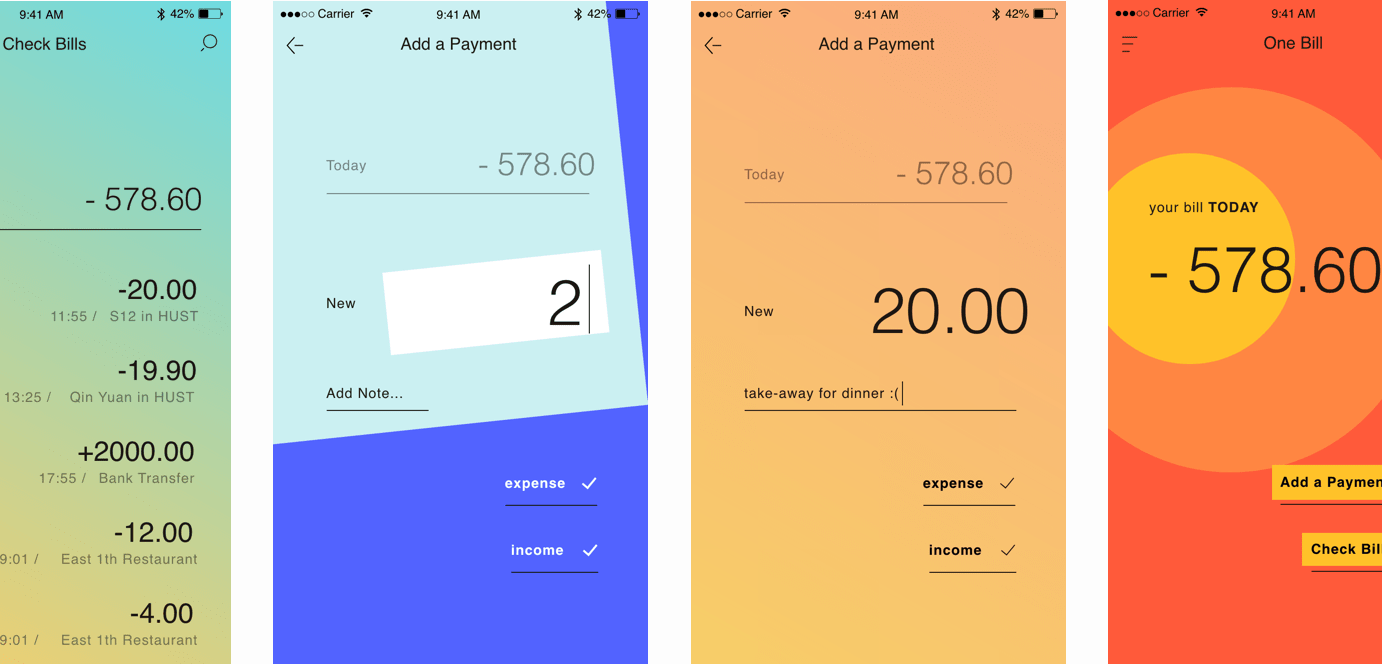 9:41 AM 42%
Check Bills
- 578.60
-20.00
11:55 / S12 in HUST
-19.90
13:25 / Qin Yuan in HUST
+2000.00
17:55 / Bank Transfer
-12.00
9:01 / East 1th Restaurant
-4.00
9:01 / East 1th Restaurant
Carrier 9:41 AM 42%
Add a Payment
Today - 578.60
New 2
Add Note...
expense
income
Carrier 9:41 AM 42%
Add a Payment
Today - 578.60
New 20.00
take-away for dinner :(
expense
income
Carrier 9:41 AM
One Bill
your bill TODAY
- 578.60
Add a Paymen
Check Bil